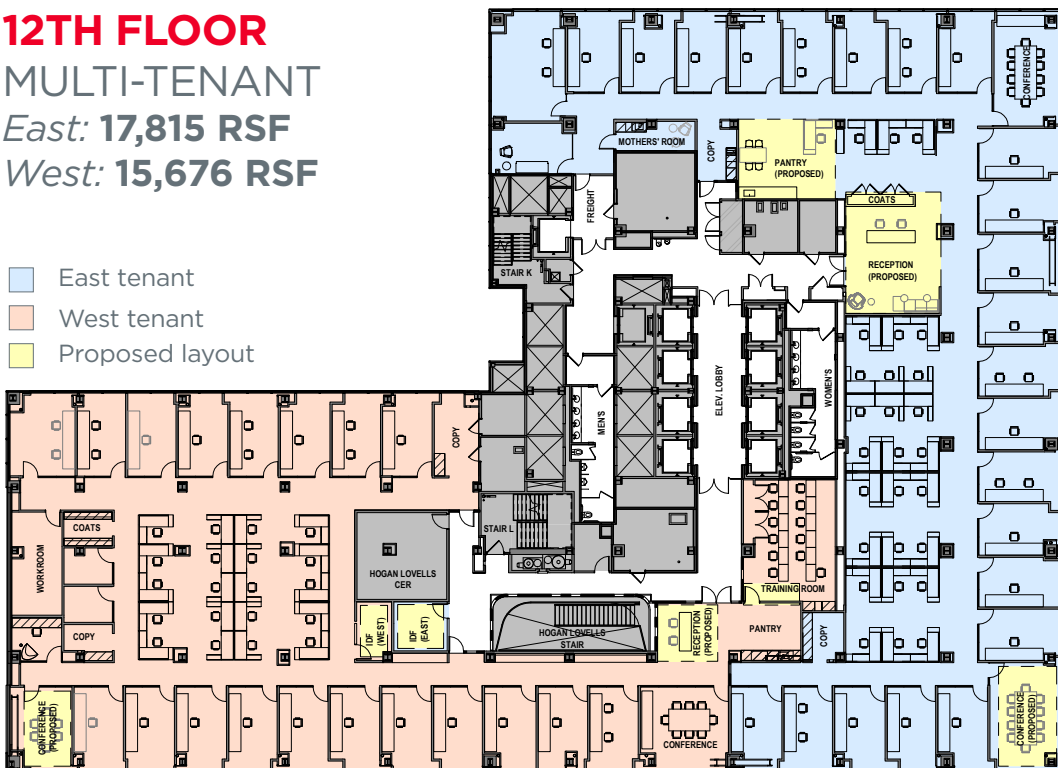 12TH FLOOR
MULTI-TENANT
East: 17,815 RSF
West: 15,676 RSF
East tenant
West tenant
Proposed layout
CONFERENCE
MOTHERS' ROOM
COPY
PANTRY
(PROPOSED)
FREIGHT
COATS
STAIR K
RECEPTION
(PROPOSED)
ELEV. LOBBY
WOMEN'S
MEN'S
COPY
STAIR L
COATS
WORKROOM
HOGAN LOVELLS
CER
TRAINING ROOM
IDF
(WEST)
IDF
(EAST)
HOGAN LOVELLS
STAIR
RECEPTION
(PROPOSED)
PANTRY
COPY
COPY
CONFERENCE
(PROPOSED)
CONFERENCE
CONFERENCE
(PROPOSED)